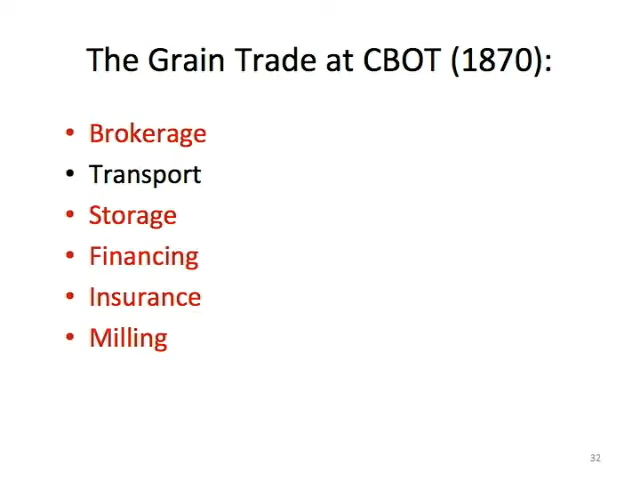 The Grain Trade at CBOT (1870):
• Brokerage
• Transport
• Storage
• Financing
• Insurance
• Milling
32